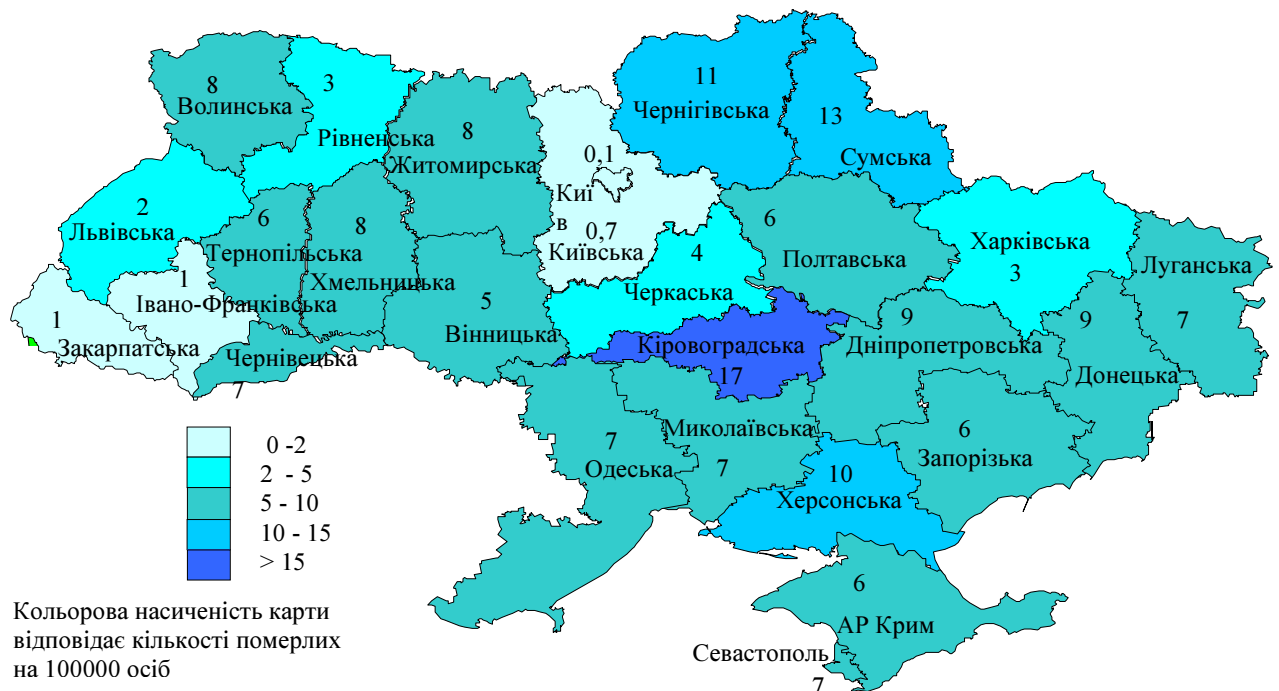 8
Волинська
3
Рівненська
8
Житомирська
0,1
Киї
в
0,7
Київська
11
Чернігівська
13
Сумська
2
Львівська
6
Тернопільська
8
Хмельницька
1
Івано-Франківська
1
Закарпатська
Чернівецька
7
5
Вінницька
4
Черкаська
6
Полтавська
Харківська
3
Луганська
7
Кіровоградська
17
9
Дніпропетровська
9
Донецька
1
7
Одеська
Миколаївська
7
6
Запорізька
10
Херсонська
6
АР Крим
Севастополь
7
0 -2
2 - 5
5 - 10
10 - 15
> 15
Кольорова насиченість карти
відповідає кількості померлих
на 100000 осіб